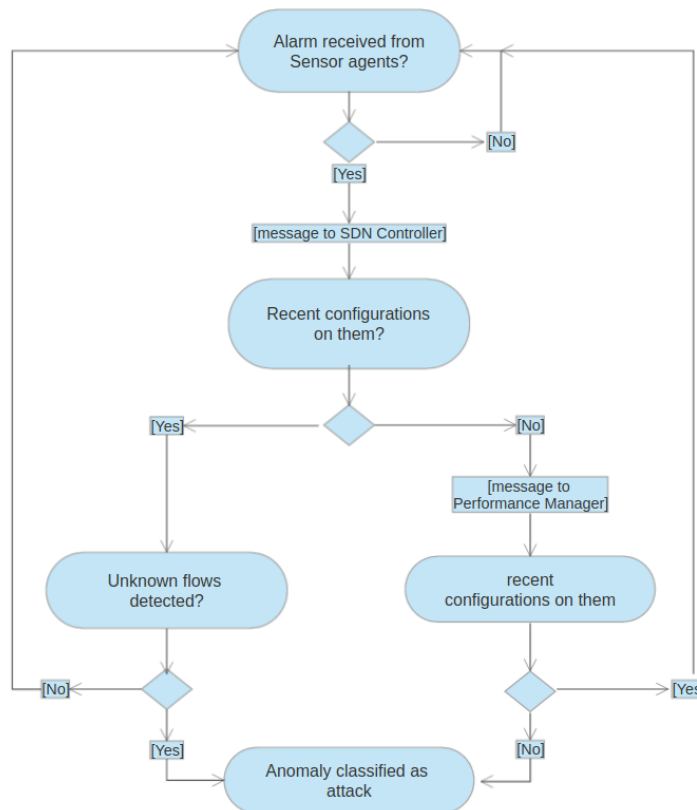 Alarm received from
Sensor agents?
[No]
[Yes]
[message to SDN Controller]
Recent configurations
on them?
[Yes]
[No]
[message to
Performance Manager]
Unknown flows
detected?
recent
configurations on them
[No]
[Yes
[Yes]
[No]
Anomaly classified as
attack